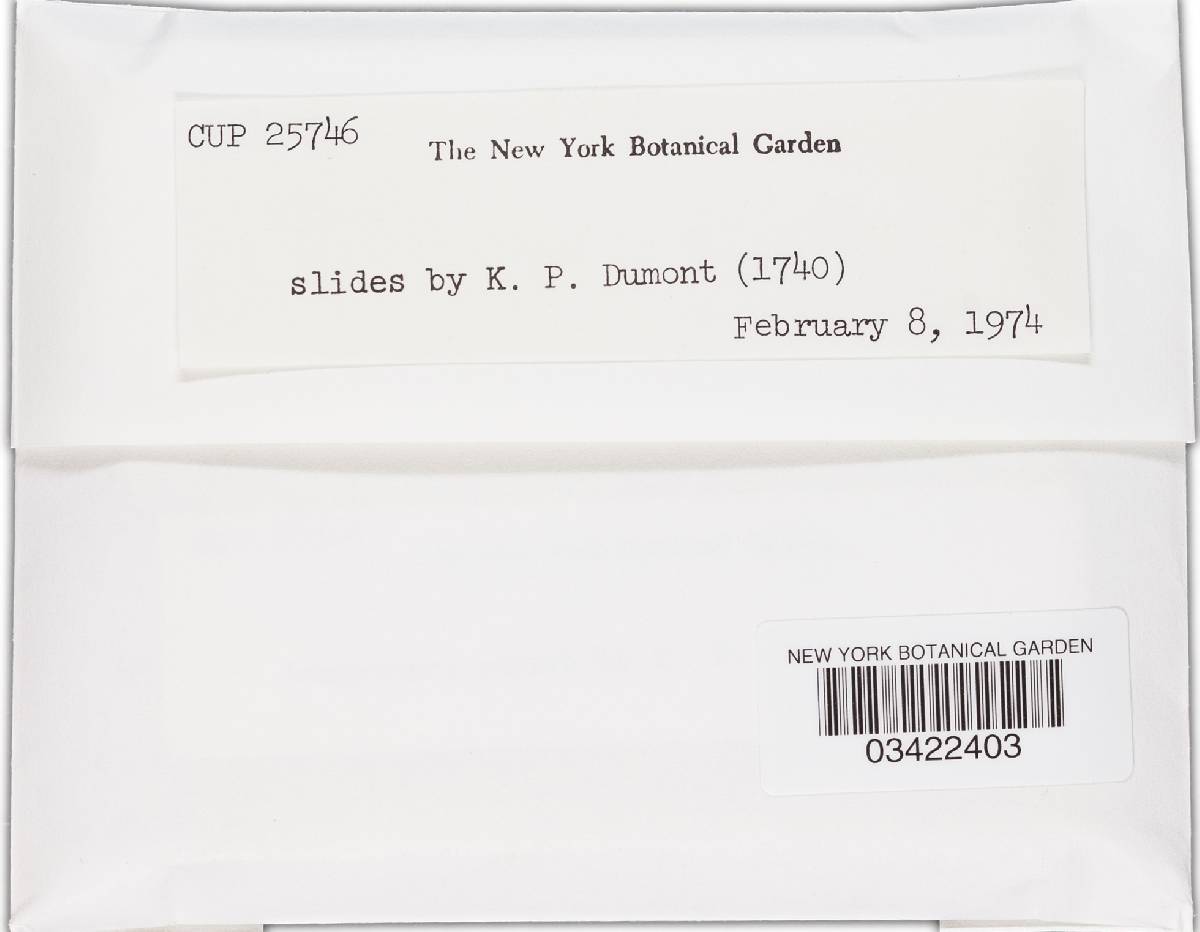 CUP 25746
The New York Botanical Garden
slides by K. P. Dumont (1740)
February 8, 1974
NEW YORK BOTANICAL GARDEN
03422403